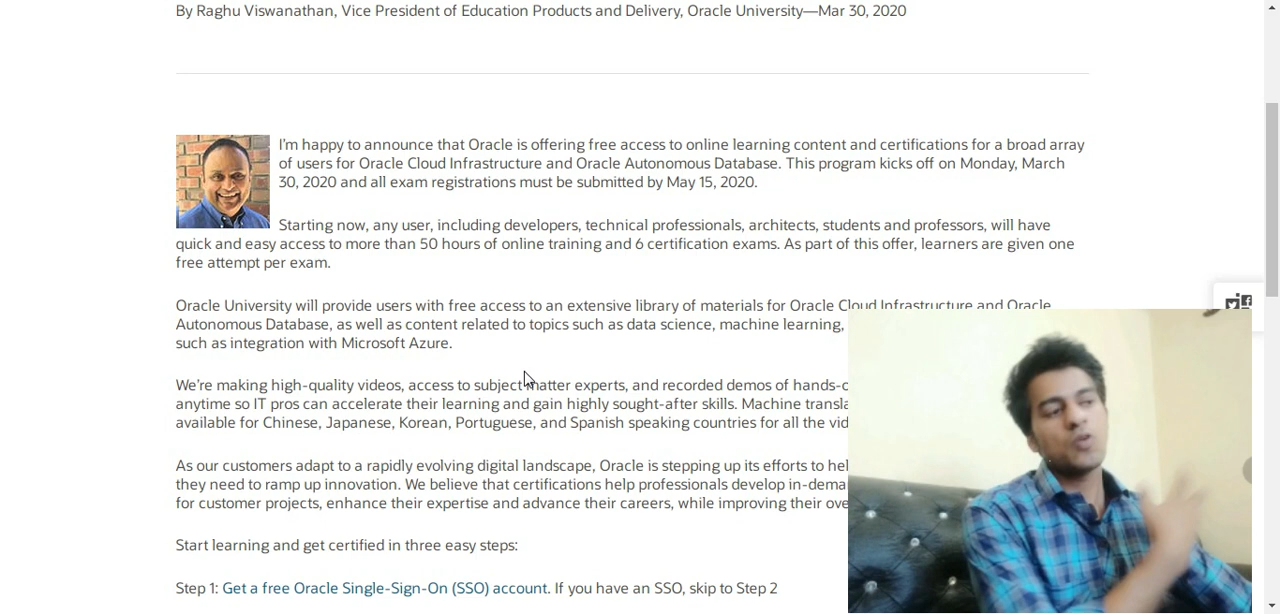 By Raghu Viswanathan, Vice President of Education Products and Delivery, Oracle University—Mar 30, 2020
I'm happy to announce that Oracle is offering free access to online learning content and certifications for a broad array
of users for Oracle Cloud Infrastructure and Oracle Autonomous Database. This program kicks off on Monday, March
30, 2020 and all exam registrations must be submitted by May 15, 2020.
Starting now, any user, including developers, technical professionals, architects, students and professors, will have
quick and easy access to more than 50 hours of online training and 6 certification exams. As part of this offer, learners are given one
free attempt per exam.
Oracle University will provide users with free access to an extensive library of materials for Oracle Cloud Infrastructure and Oracle
Autonomous Database, as well as content related to topics such as data science, machine learning,
such as integration with Microsoft Azure.
We're making high-quality videos, access to subject matter experts, and recorded demos of hands-o
anytime so IT pros can accelerate their learning and gain highly sought-after skills. Machine transla
available for Chinese, Japanese, Korean, Portuguese, and Spanish speaking countries for all the vid
As our customers adapt to a rapidly evolving digital landscape, Oracle is stepping up its efforts to hel
they need to ramp up innovation. We believe that certifications help professionals develop in-dema
for customer projects, enhance their expertise and advance their careers, while improving their ove
Start learning and get certified in three easy steps:
Step 1: Get a free Oracle Single-Sign-On (SSO) account. If you have an SSO, skip to Step 2